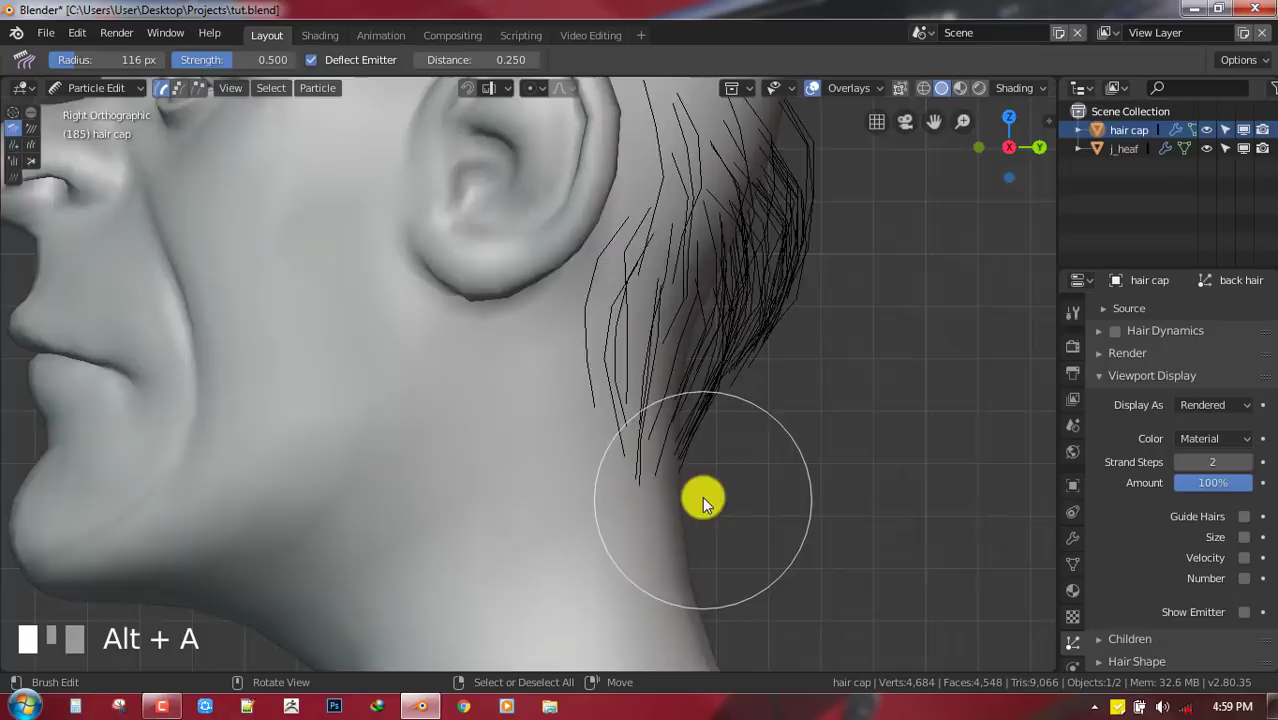 Blender* [C:\Users\User\Desktop\Projects\tut.blend]
File Edit Render Window Help Layout Shading Animation Compositing Scripting Video Editing + Scene View Layer
Radius: 116 px Strength: 0.500 Deflect Emitter Distance: 0.250 Options
Particle Edit View Select Particle Overlays Shading
Right Orthographic
(185) hair cap
Z
X
Y
Scene Collection
hair cap
j_heaf
hair cap back hair
Source
Hair Dynamics
Render
Viewport Display
Display As Rendered
Color Material
Strand Steps 2
Amount 100%
Guide Hairs
Size
Velocity
Number
Show Emitter
Children
Hair Shape
Alt + A
Brush Edit Rotate View Select or Deselect All Move hair cap | Verts:4,684 | Faces:4,548 | Tris:9,066 | Objects:1/2 | Mem: 32.6 MB | v2.80.35
Ps
4:59 PM